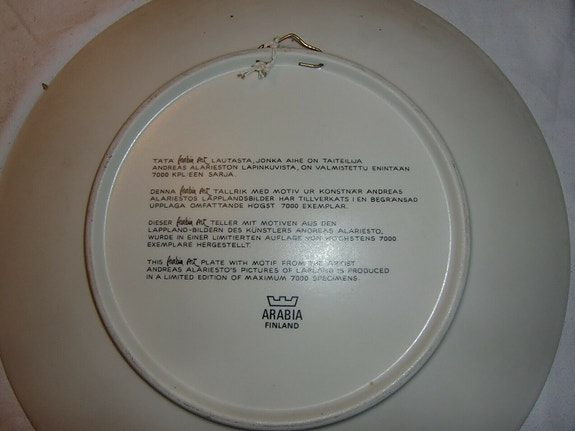 TÄTÄ Arabia Art LAUTASTA, JONKA AIHE ON TAITEILIJA
ANDREAS ALARIESTON LAPINKUVISTA, ON VALMISTETTU ENINTÄÄN
7000 KPL:EEN SARJA.
DENNA Arabia Art TALLRIK MED MOTIV UR KONSTNÄR ANDREAS
ALARIESTOS LAPPLANDSBILDER HAR TILLVERKATS I EN BEGRÄNSAD
UPPLAGA OMFATTANDE HÖGST 7000 EXEMPLAR.
DIESER Arabia Art TELLER MIT MOTIVEN AUS DEN
LAPPLAND-BILDERN DES KÜNSTLERS ANDREAS ALARIESTO,
WURDE IN EINER LIMITIERTEN AUFLAGE VON HÖCHSTENS 7000
EXEMPLARE HERGESTELLT.
THIS Arabia Art PLATE WITH MOTIF FROM THE ARTIST
ANDREAS ALARIESTO'S PICTURES OF LAPLAND IS PRODUCED
IN A LIMITED EDITION OF MAXIMUM 7000 SPECIMENS.
ARABIA
FINLAND